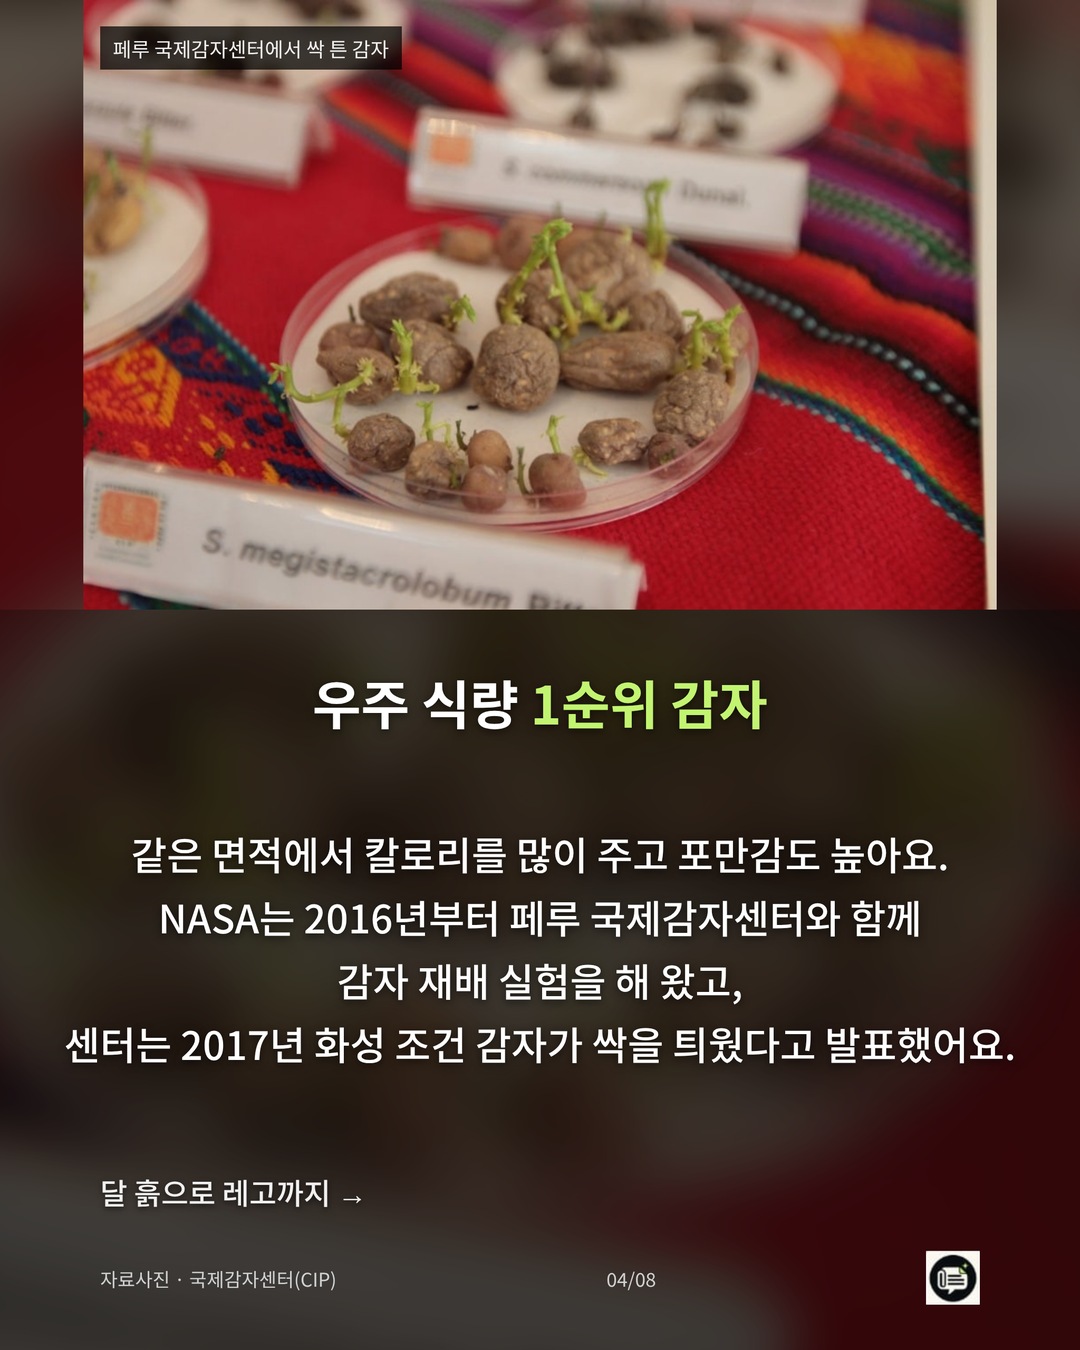 페루 국제감자센터에서 싹 튼 감자
Dunal.
S. megistacrolobum
우주 식량 1순위 감자
같은 면적에서 칼로리를 많이 주고 포만감도 높아요.
NASA는 2016년부터 페루 국제감자센터와 함께
감자 재배 실험을 해 왔고,
센터는 2017년 화성 조건 감자가 싹을 틔웠다고 발표했어요.
달 흙으로 레고까지 →
자료사진 · 국제감자센터(CIP)
04/08